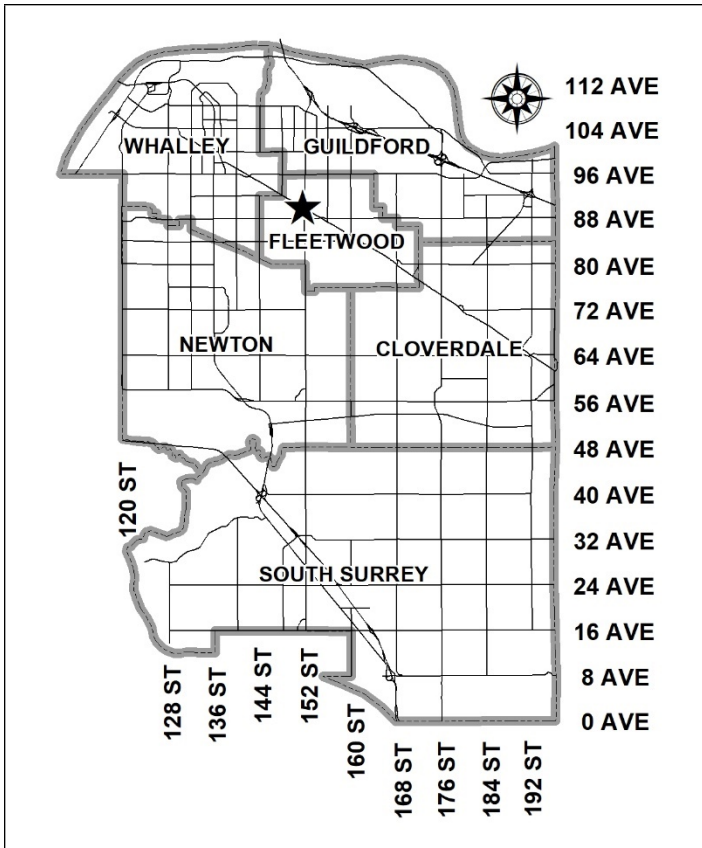 112 AVE
104 AVE
WHALLEY
GUILDFORD
96 AVE
88 AVE
FLEETWOOD
80 AVE
72 AVE
NEWTON
CLOVERDALE
64 AVE
56 AVE
48 AVE
120 ST
40 AVE
32 AVE
SOUTH SURREY
24 AVE
16 AVE
128 ST
136 ST
144 ST
152 ST
160 ST
8 AVE
0 AVE
168 ST
176 ST
184 ST
192 ST